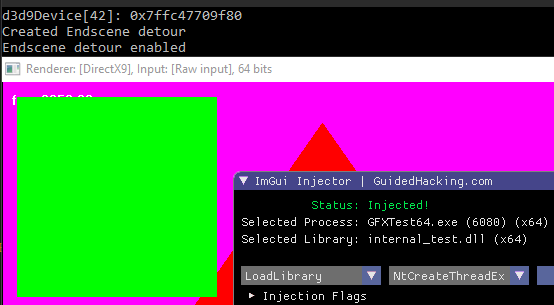 d3d9Device[42]: 0x7ffc47709f80
Created Endscene detour
Endscene detour enabled
Renderer: [DirectX9], Input: [Raw input], 64 bits
ImGui Injector | GuidedHacking.com
Status: Injected!
Selected Process: GFXTest64.exe (6080) (x64)
Selected Library: internal_test.dll (x64)
LoadLibrary NtCreateThreadEx
Injection Flags